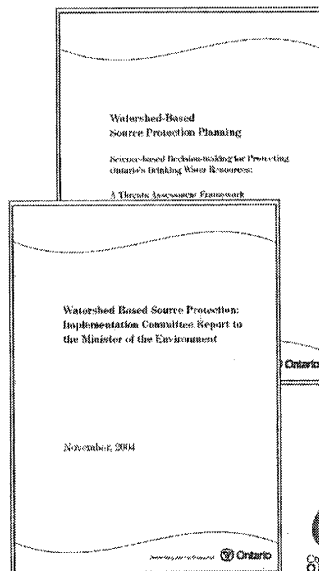 Watershed-Based
Source Protection Planning
Science-based Decision-making for Protecting
Ontario's Drinking Water Resources:
A Threats Assessment Framework
Ontario
Watershed Based Source Protection:
Implementation Committee Report to
the Minister of the Environment
November, 2004
Ontario